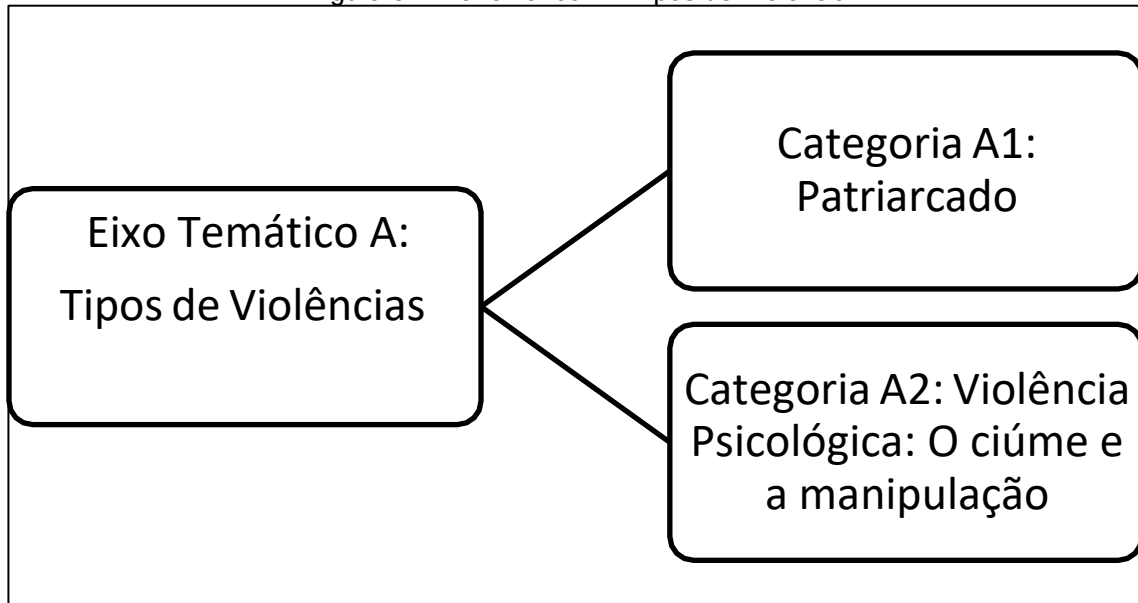 Eixo Temático A:
Tipos de Violências
Categoria A1:
Patriarcado
Categoria A2: Violência
Psicológica: O ciúme e
a manipulação